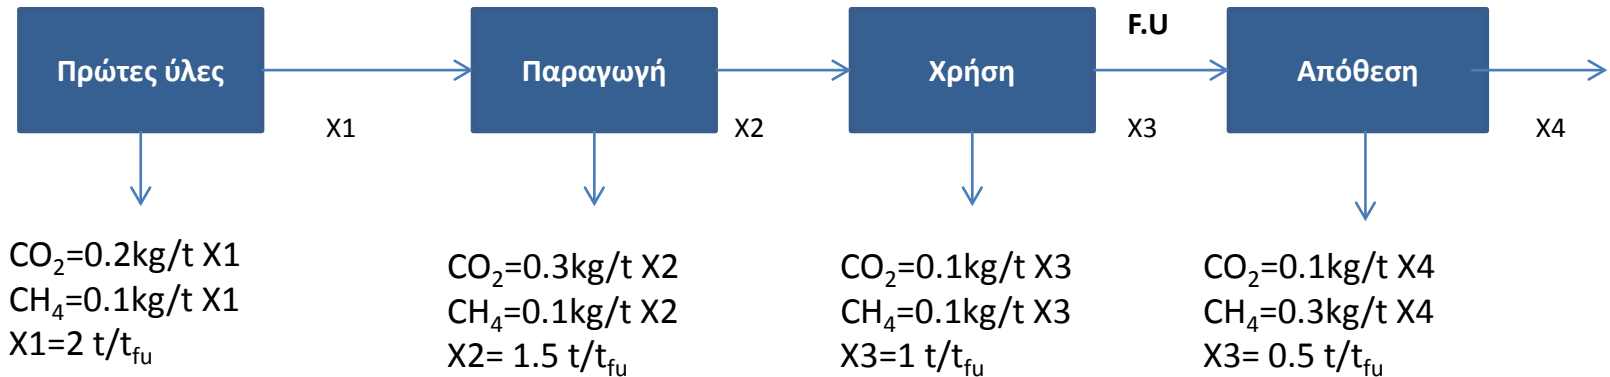 F.U
Πρώτες ύλες
Παραγωγή
Χρήση
Απόθεση
X1
X2
X3
X4
CO₂=0.2kg/t X1
CH₄=0.1kg/t X1
X1=2 t/tfu
CO₂=0.3kg/t X2
CH₄=0.1kg/t X2
X2= 1.5 t/tfu
CO₂=0.1kg/t X3
CH₄=0.1kg/t X3
X3=1 t/tfu
CO₂=0.1kg/t X4
CH₄=0.3kg/t X4
X3= 0.5 t/tfu